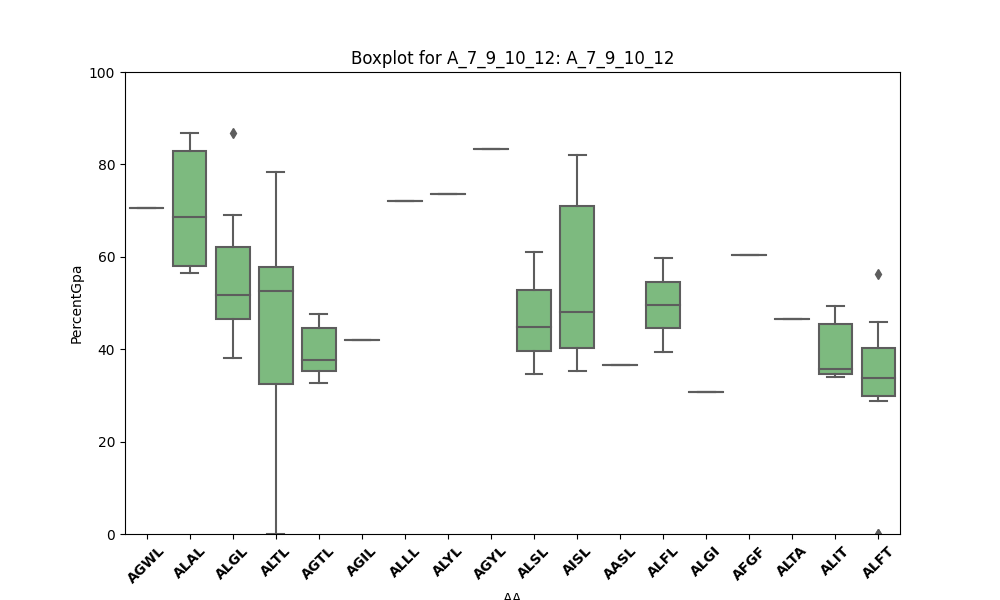 Boxplot for A_7_9_10_12: A_7_9_10_12
100
80
60
40
20
0
PercentGpa
AGWL ALAL ALGL ALTL AGTL AGIL ALLL ALYL AGYL ALSL AISL AASL ALFL ALGI AFGF ALTA ALIT ALFT
AA